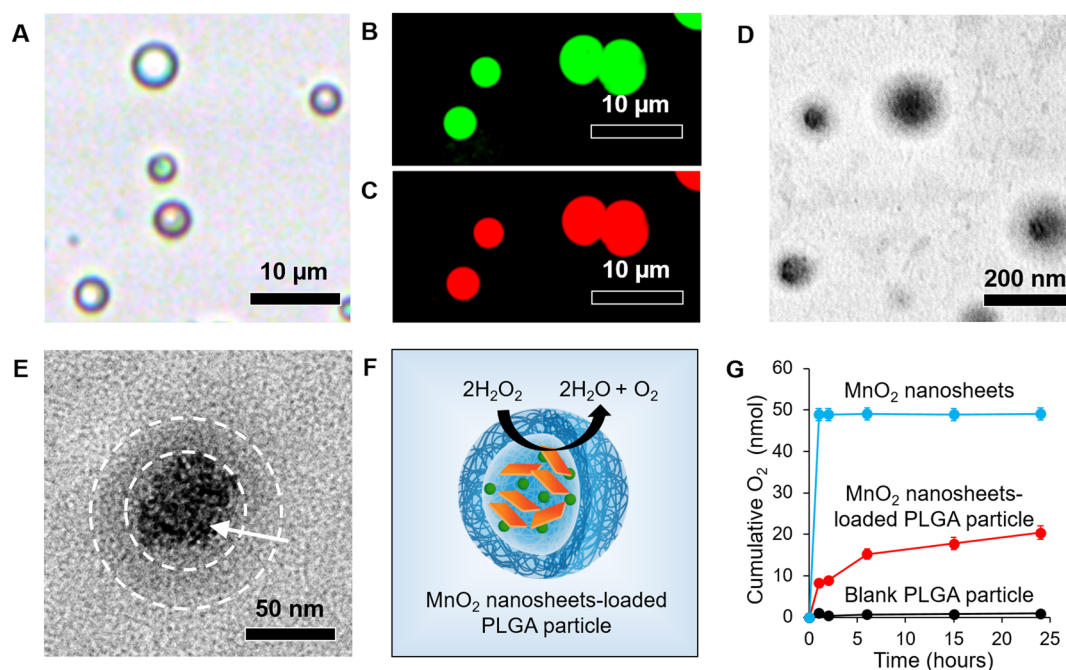 A
10 µm
B
10 µm
C
10 µm
D
200 nm
E
50 nm
F
2H₂O₂ 2H₂O + O₂
MnO₂ nanosheets-loaded
PLGA particle
G
Cumulative O₂ (nmol)
60
50
40
30
20
10
0
MnO₂ nanosheets
MnO₂ nanosheets-
loaded PLGA particle
Blank PLGA particle
0 5 10 15 20 25
Time (hours)